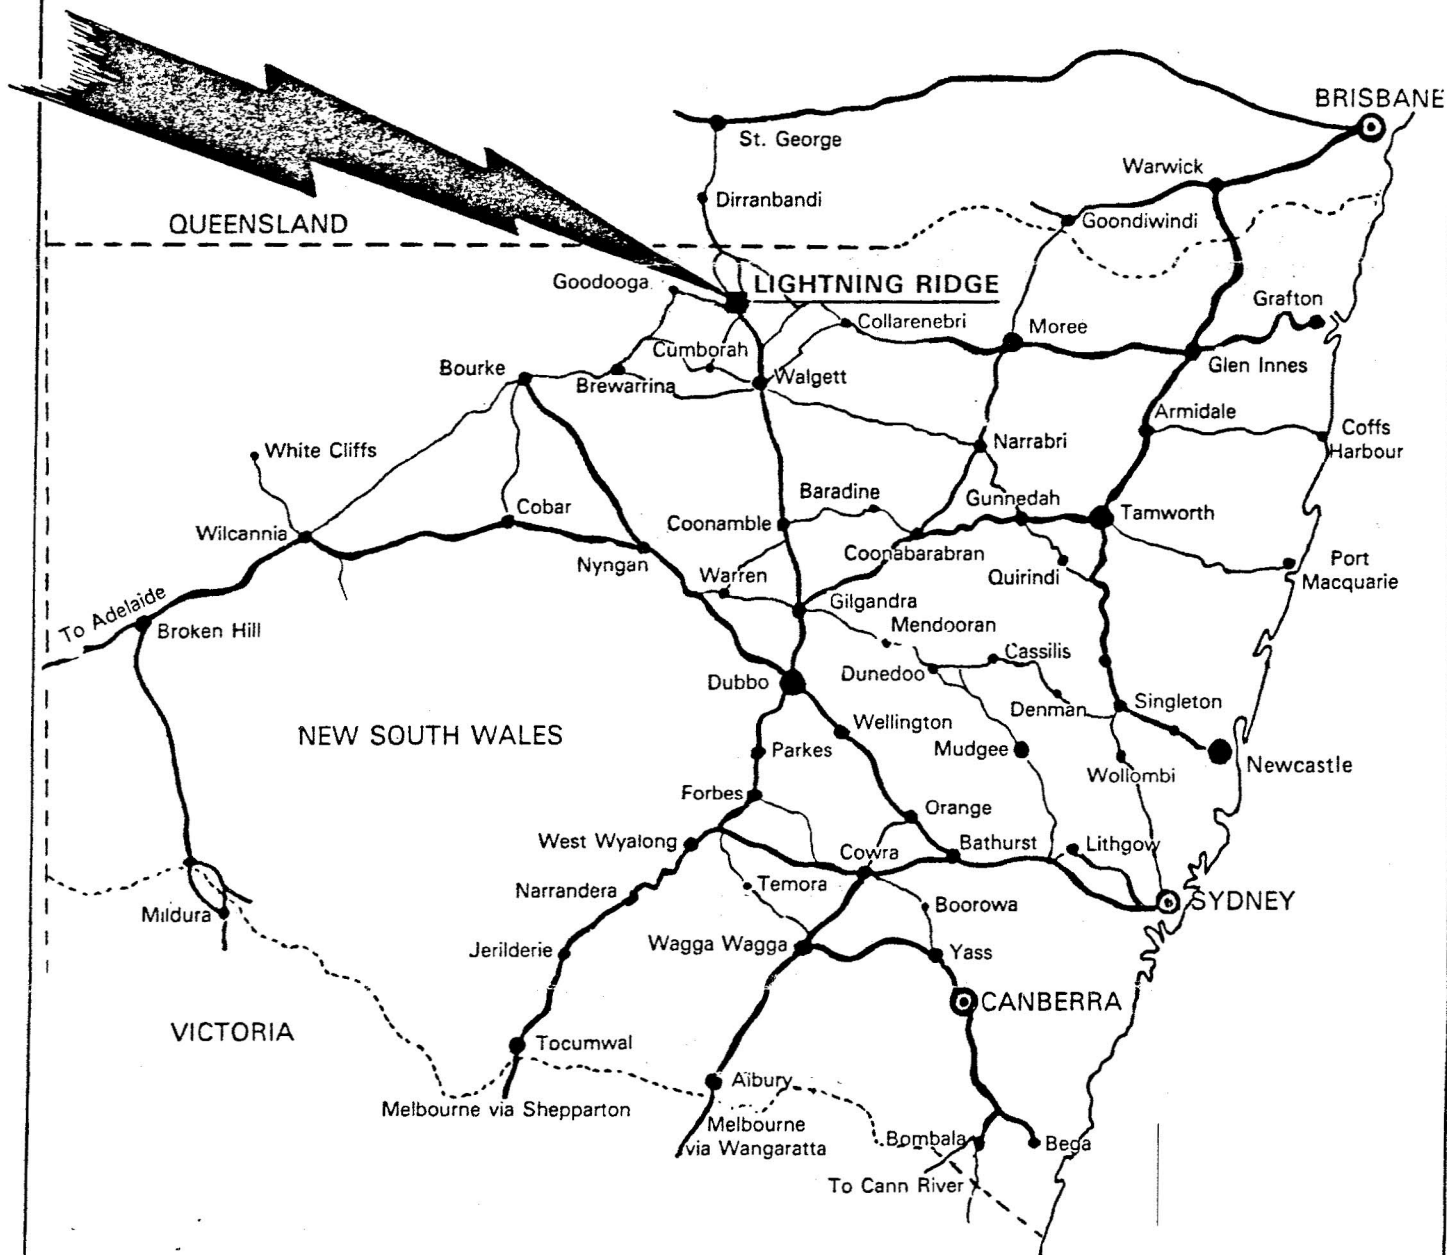 BRISBANE
St. George
Warwick
Dirranbandi
Goondiwindi
QUEENSLAND
Goodooga
LIGHTNING RIDGE
Grafton
Collarenebri
Moree
Cumborah
Glen Innes
Bourke
Brewarrina
Walgett
Armidale
Coffs
Harbour
White Cliffs
Narrabri
Baradine
Gunnedah
Cobar
Coonamble
Tamworth
Wilcannia
Coonabarabran
Nyngan
Warren
Quirindi
Port
Macquarie
To Adelaide
Gilgandra
Broken Hill
Mendooran
Cassilis
Dubbo
Dunedoo
Denman
Singleton
Wellington
NEW SOUTH WALES
Parkes
Mudgee
Newcastle
Wollombi
Forbes
Orange
West Wyalong
Cowra
Bathurst
Lithgow
Narrandera
Temora
SYDNEY
Mildura
Boorowa
Jerilderie
Wagga Wagga
Yass
CANBERRA
VICTORIA
Tocumwal
Albury
Melbourne via Shepparton
Melbourne
via Wangaratta
Bombala
Bega
To Cann River